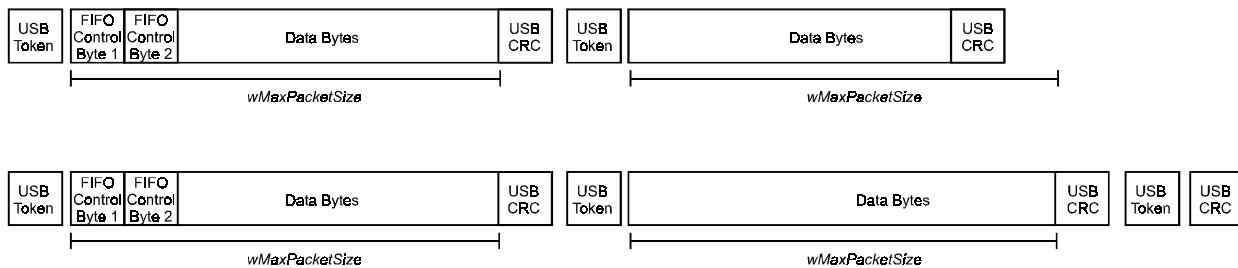 USB
Token
FIFO
Control
Byte 1
FIFO
Control
Byte 2
Data Bytes
USB
CRC
USB
Token
Data Bytes
USB
CRC
wMaxPacketSize
wMaxPacketSize
USB
Token
FIFO
Control
Byte 1
FIFO
Control
Byte 2
Data Bytes
USB
CRC
USB
Token
Data Bytes
USB
CRC
USB
Token
USB
CRC
wMaxPacketSize
wMaxPacketSize